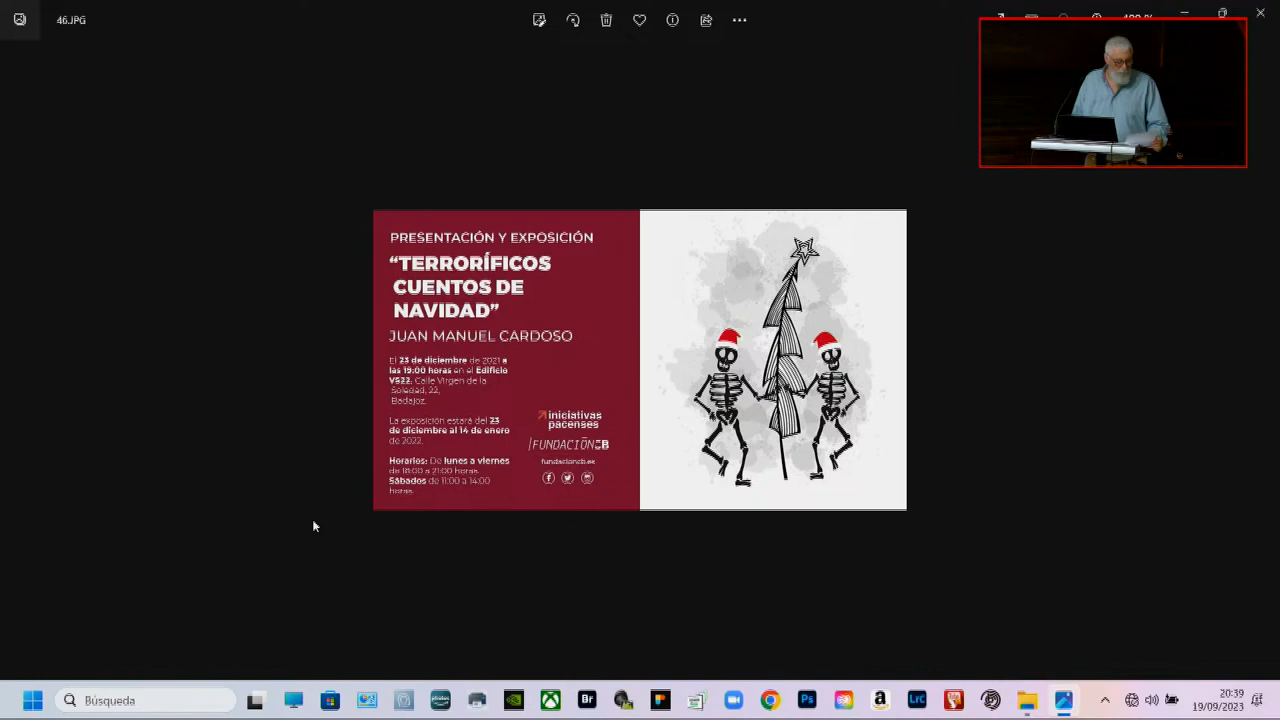 46.JPG
PRESENTACIÓN Y EXPOSICIÓN
“TERRORÍFICOS
CUENTOS DE
NAVIDAD”
JUAN MANUEL CARDOSO
El 23 de diciembre de 2021 a
las 19:00 horas en el Edificio
VS22. Calle Virgen de la
Soledad, 22,
Badajoz.
La exposición estará del 23
de diciembre al 14 de enero
de 2022.
Horarios: De lunes a viernes
de 18:00 a 21:00 horas.
Sábados de 11:00 a 14:00
horas.
iniciativas
pacenses
FUNDACIÓN CB
fundacioncb.es
Búsqueda
Br
Ps
Lrc
20:39
19/09/2023